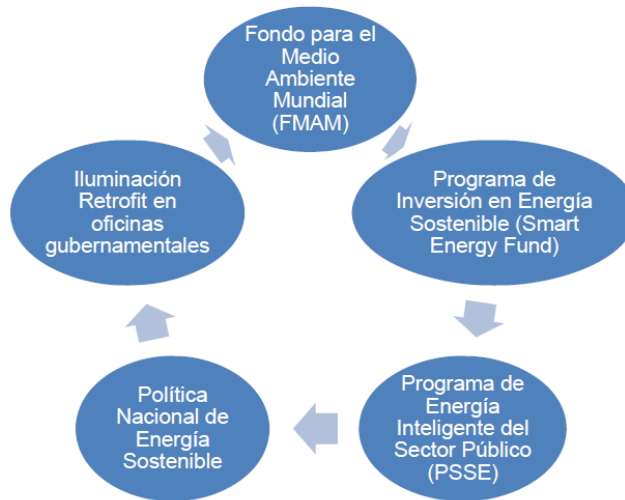 Fondo para el
Medio
Ambiente
Mundial
(FMAM)
Programa de
Inversión en Energía
Sostenible (Smart
Energy Fund)
Programa de
Energía
Inteligente del
Sector Público
(PSSE)
Política
Nacional de
Energía
Sostenible
Iluminación
Retrofit en
oficinas
gubernamentales